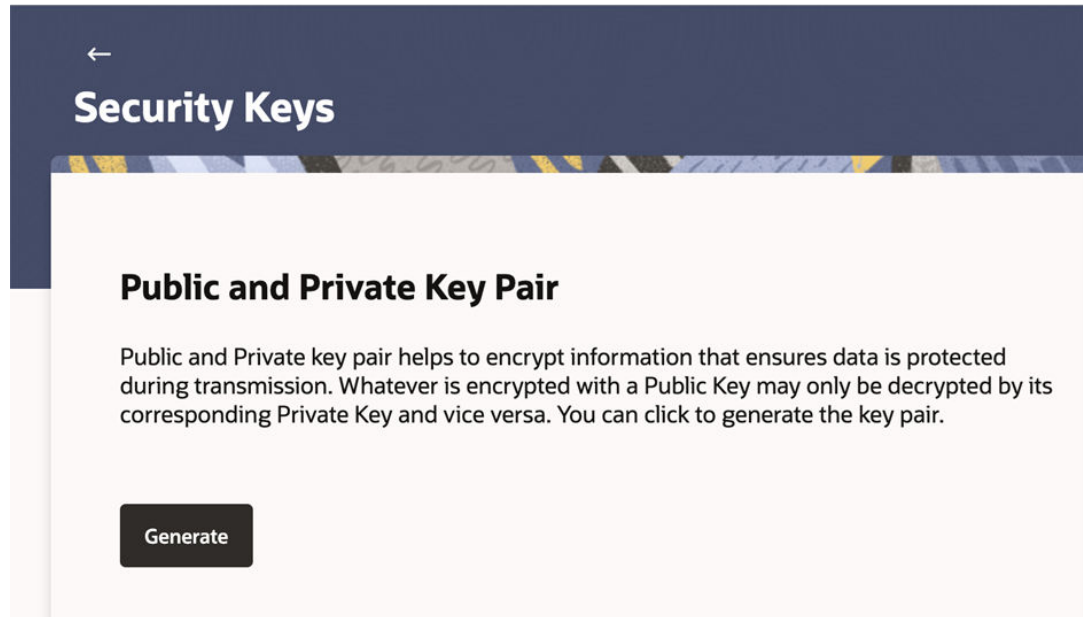 Security Keys
Public and Private Key Pair
Public and Private key pair helps to encrypt information that ensures data is protected
during transmission. Whatever is encrypted with a Public Key may only be decrypted by its
corresponding Private Key and vice versa. You can click to generate the key pair.
Generate